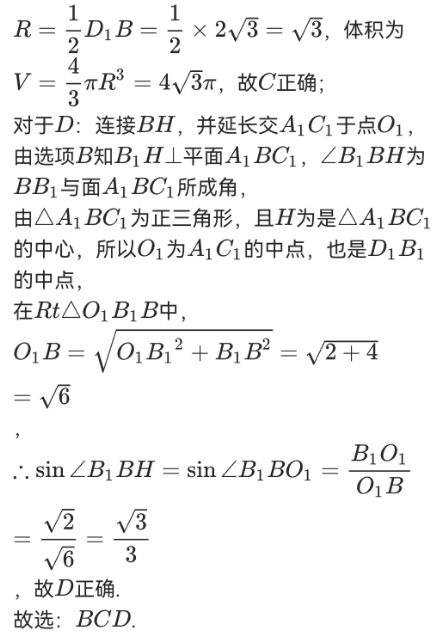 $R=\frac{1}{2}D_1B=\frac{1}{2}\times 2\sqrt{3}=\sqrt{3}$，体积为
$V=\frac{4}{3}\pi R^3=4\sqrt{3}\pi$，故$C$正确；
对于$D$：连接$BH$，并延长交$A_1C_1$于点$O_1$，
由选项$B$知$B_1H\perp$平面$A_1BC_1$，$\angle B_1BH$为
$BB_1$与面$A_1BC_1$所成角，
由$\triangle A_1BC_1$为正三角形，且$H$为是$\triangle A_1BC_1$
的中心，所以$O_1$为$A_1C_1$的中点，也是$D_1B_1$
的中点，
在$Rt\triangle O_1B_1B$中，
$O_1B=\sqrt{O_1{B_1}^2+B_1B^2}=\sqrt{2+4}$
$=\sqrt{6}$
，
$\therefore \sin\angle B_1BH=\sin\angle B_1BO_1=\frac{B_1O_1}{O_1B}$
$=\frac{\sqrt{2}}{\sqrt{6}}=\frac{\sqrt{3}}{3}$
，故$D$正确.
故选：$BCD$.